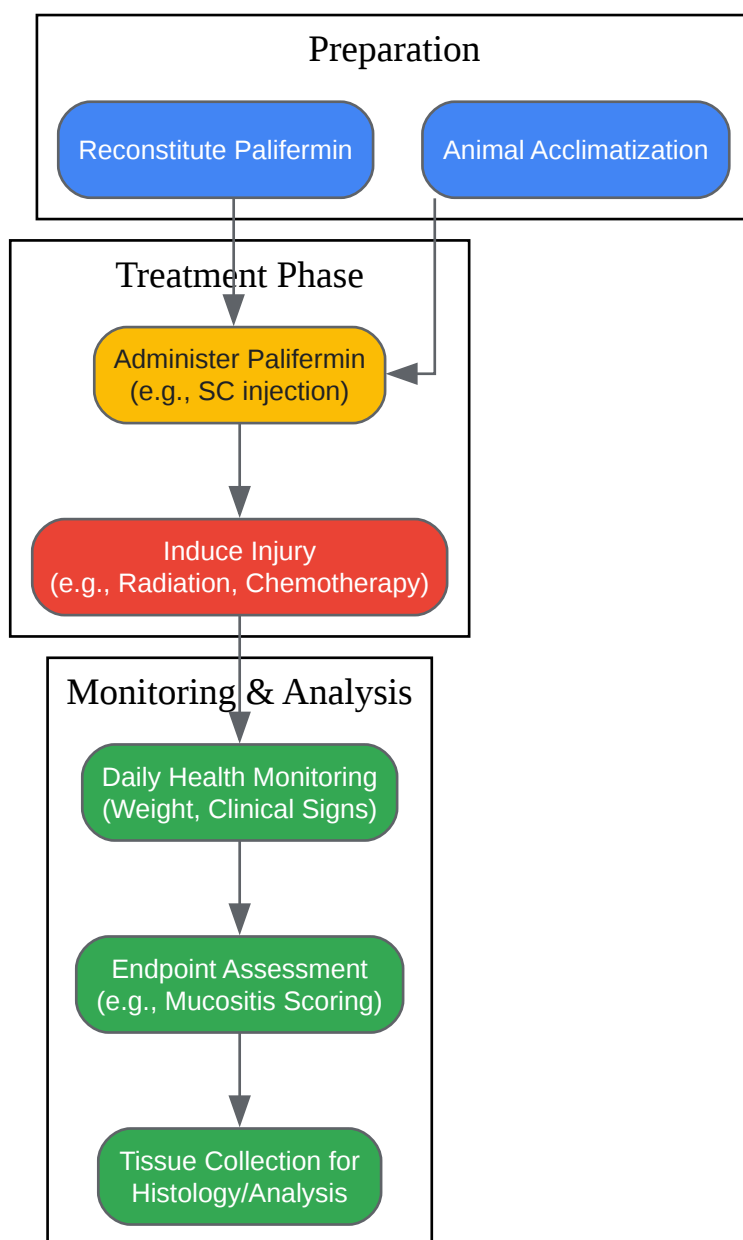 Preparation
Reconstitute Palifermin
Animal Acclimatization
Treatment Phase
Administer Palifermin
(e.g., SC injection)
Induce Injury
(e.g., Radiation, Chemotherapy)
Monitoring & Analysis
Daily Health Monitoring
(Weight, Clinical Signs)
Endpoint Assessment
(e.g., Mucositis Scoring)
Tissue Collection for
Histology/Analysis